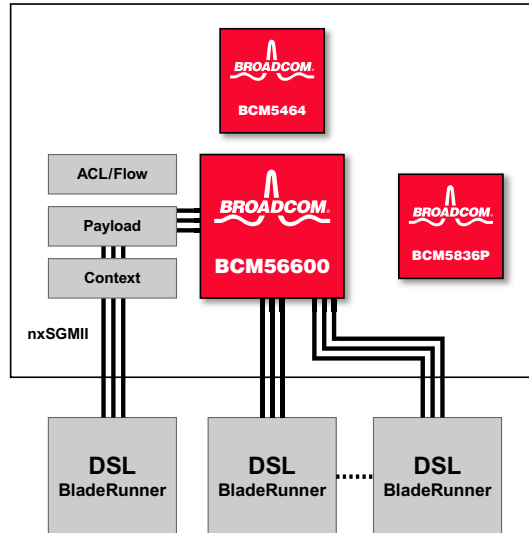 BROADCOM.
BCM5464
ACL/Flow
Payload
Context
BROADCOM.
BCM56600
BROADCOM.
BCM5836P
nxSGMII
DSL
BladeRunner
DSL
BladeRunner
DSL
BladeRunner